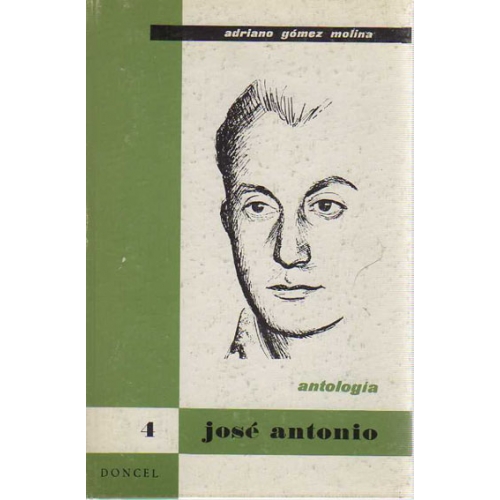 adriano gómez molina
antología
4
josé antonio
DONCEL